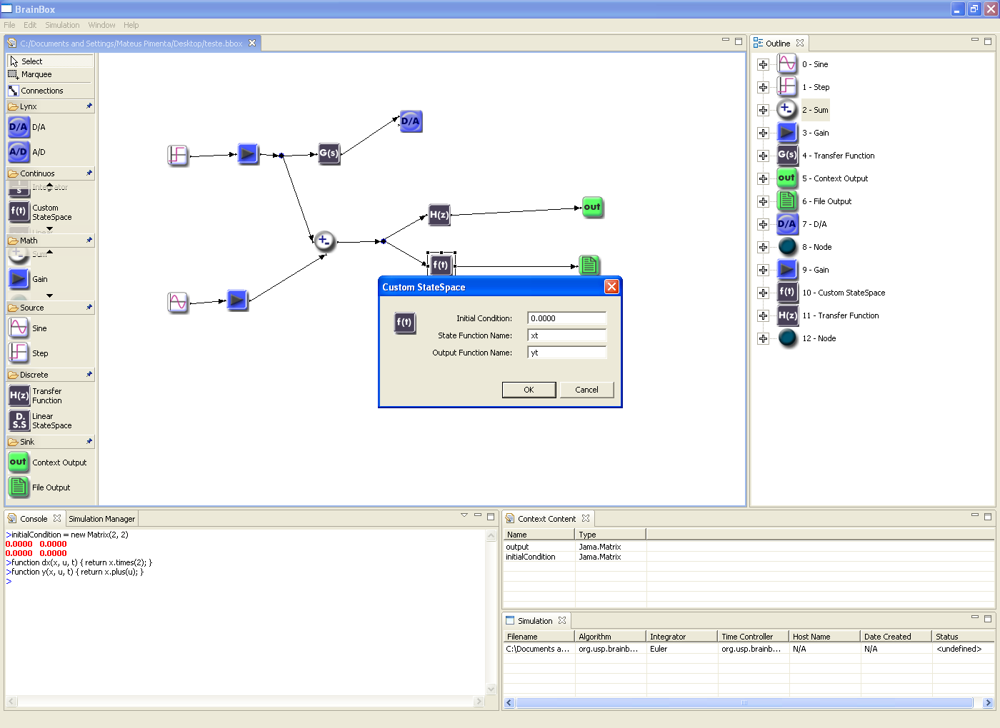 BrainBox
File Edit Simulation Window Help
C:/Documents and Settings/Mateus Pimenta/Desktop/teste.bbox
Select
Marquee
Connections
Lynx
D/A D/A
A/D A/D
Continuos
s Integrator
f(t) Custom StateSpace
Linear
Math
Sum
Gain
Source
Sine
Step
Discrete
H(z) Transfer Function
D. S.S Linear StateSpace
Sink
out Context Output
File Output
D/A
G(s)
H(z)
out
f(t)
Custom StateSpace
f(t)
Initial Condition: 0.0000
State Function Name: xt
Output Function Name: yt
OK Cancel
Outline
0 - Sine
1 - Step
2 - Sum
3 - Gain
G(s) 4 - Transfer Function
out 5 - Context Output
6 - File Output
D/A 7 - D/A
8 - Node
9 - Gain
f(t) 10 - Custom StateSpace
H(z) 11 - Transfer Function
12 - Node
Console Simulation Manager
>initialCondition = new Matrix(2, 2)
0.0000 0.0000
0.0000 0.0000
>function dx(x, u, t) { return x.times(2); }
>function y(x, u, t) { return x.plus(u); }
>
Context Content
Name Type
output Jama.Matrix
initialCondition Jama.Matrix
Simulation
Filename Algorithm Integrator Time Controller Host Name Date Created Status
C:\Documents a... org.usp.brainb... Euler org.usp.brainb... N/A N/A <undefined>